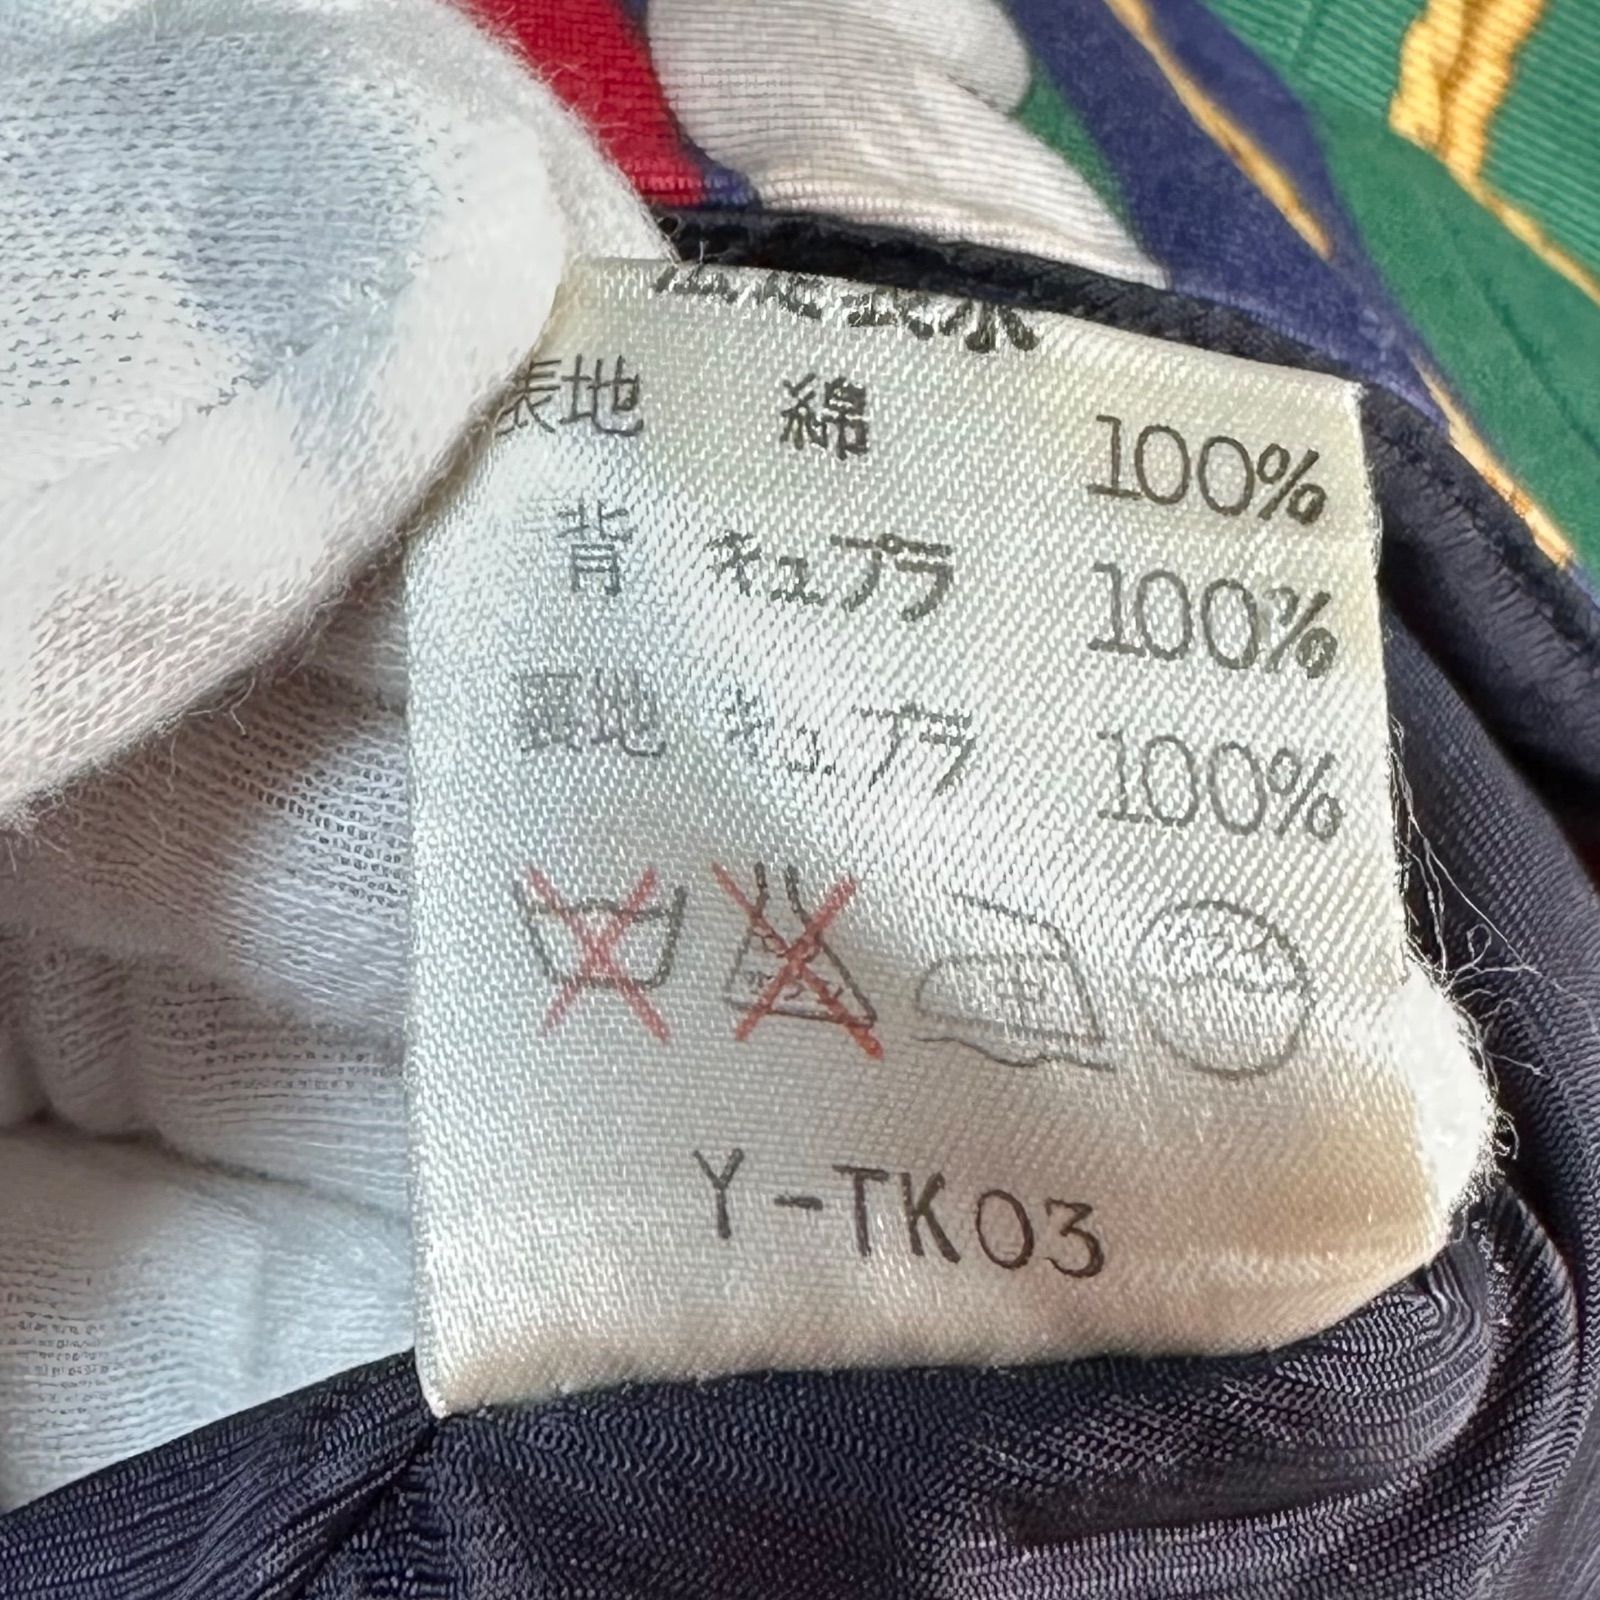 表地 綿 100%
背 キュプラ 100%
裏地 キュプラ 100%
Y-TK03